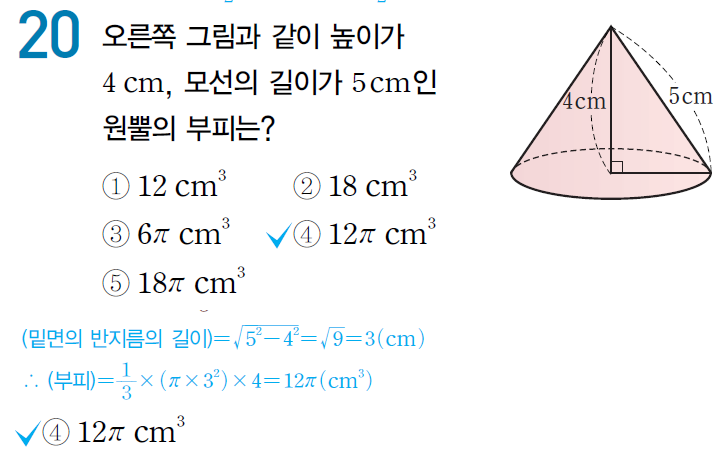 20 오른쪽 그림과 같이 높이가
4 cm, 모선의 길이가 5 cm인
원뿔의 부피는?
4cm
5cm
① 12 cm³ ② 18 cm³
③ 6π cm³ ④ 12π cm³
⑤ 18π cm³
(밑면의 반지름의 길이)=√(5²−4²)=√9=3(cm)
∴ (부피)=1/3×(π×3²)×4=12π(cm³)
④ 12π cm³